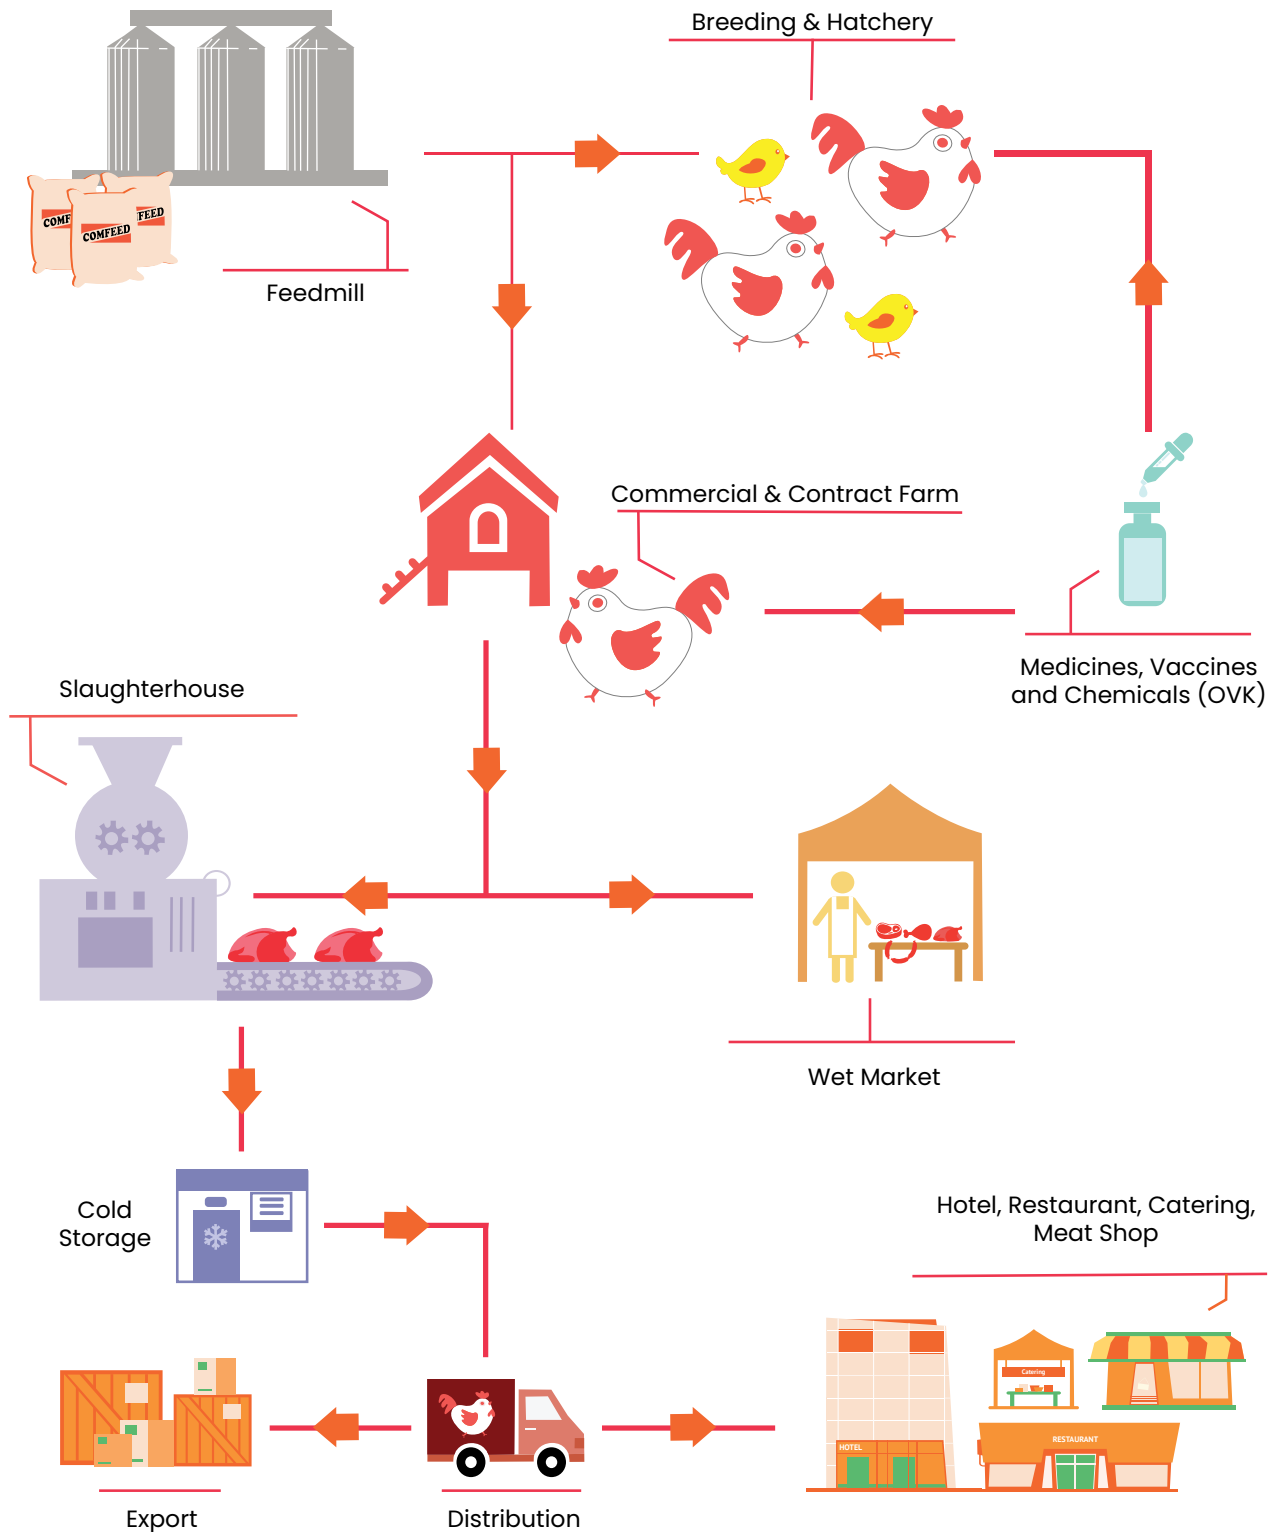 Breeding & Hatchery
COMF
FEED
COMFEED
Feedmill
Commercial & Contract Farm
Medicines, Vaccines
and Chemicals (OVK)
Slaughterhouse
Wet Market
Cold
Storage
Hotel, Restaurant, Catering,
Meat Shop
Catering
RESTAURANT
HOTEL
Export
Distribution